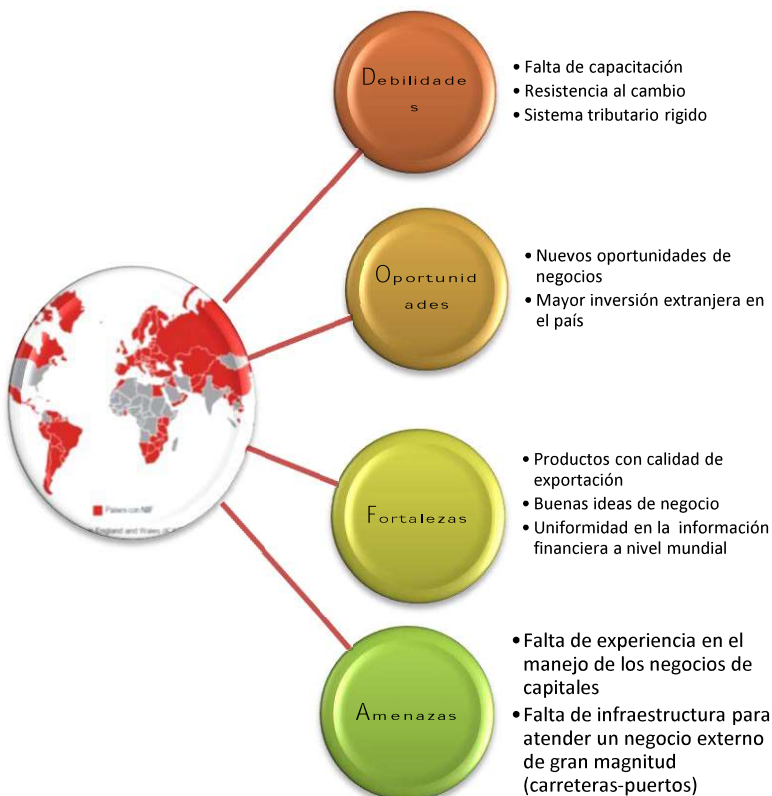 Debilidade
s
• Falta de capacitación
• Resistencia al cambio
• Sistema tributario rigido
Oportunid
ades
• Nuevos oportunidades de
negocios
• Mayor inversión extranjera en
el país
Países con NIIF
England and Wales
Fortalezas
• Productos con calidad de
exportación
• Buenas ideas de negocio
• Uniformidad en la información
financiera a nivel mundial
Amenazas
• Falta de experiencia en el
manejo de los negocios de
capitales
• Falta de infraestructura para
atender un negocio externo
de gran magnitud
(carreteras-puertos)